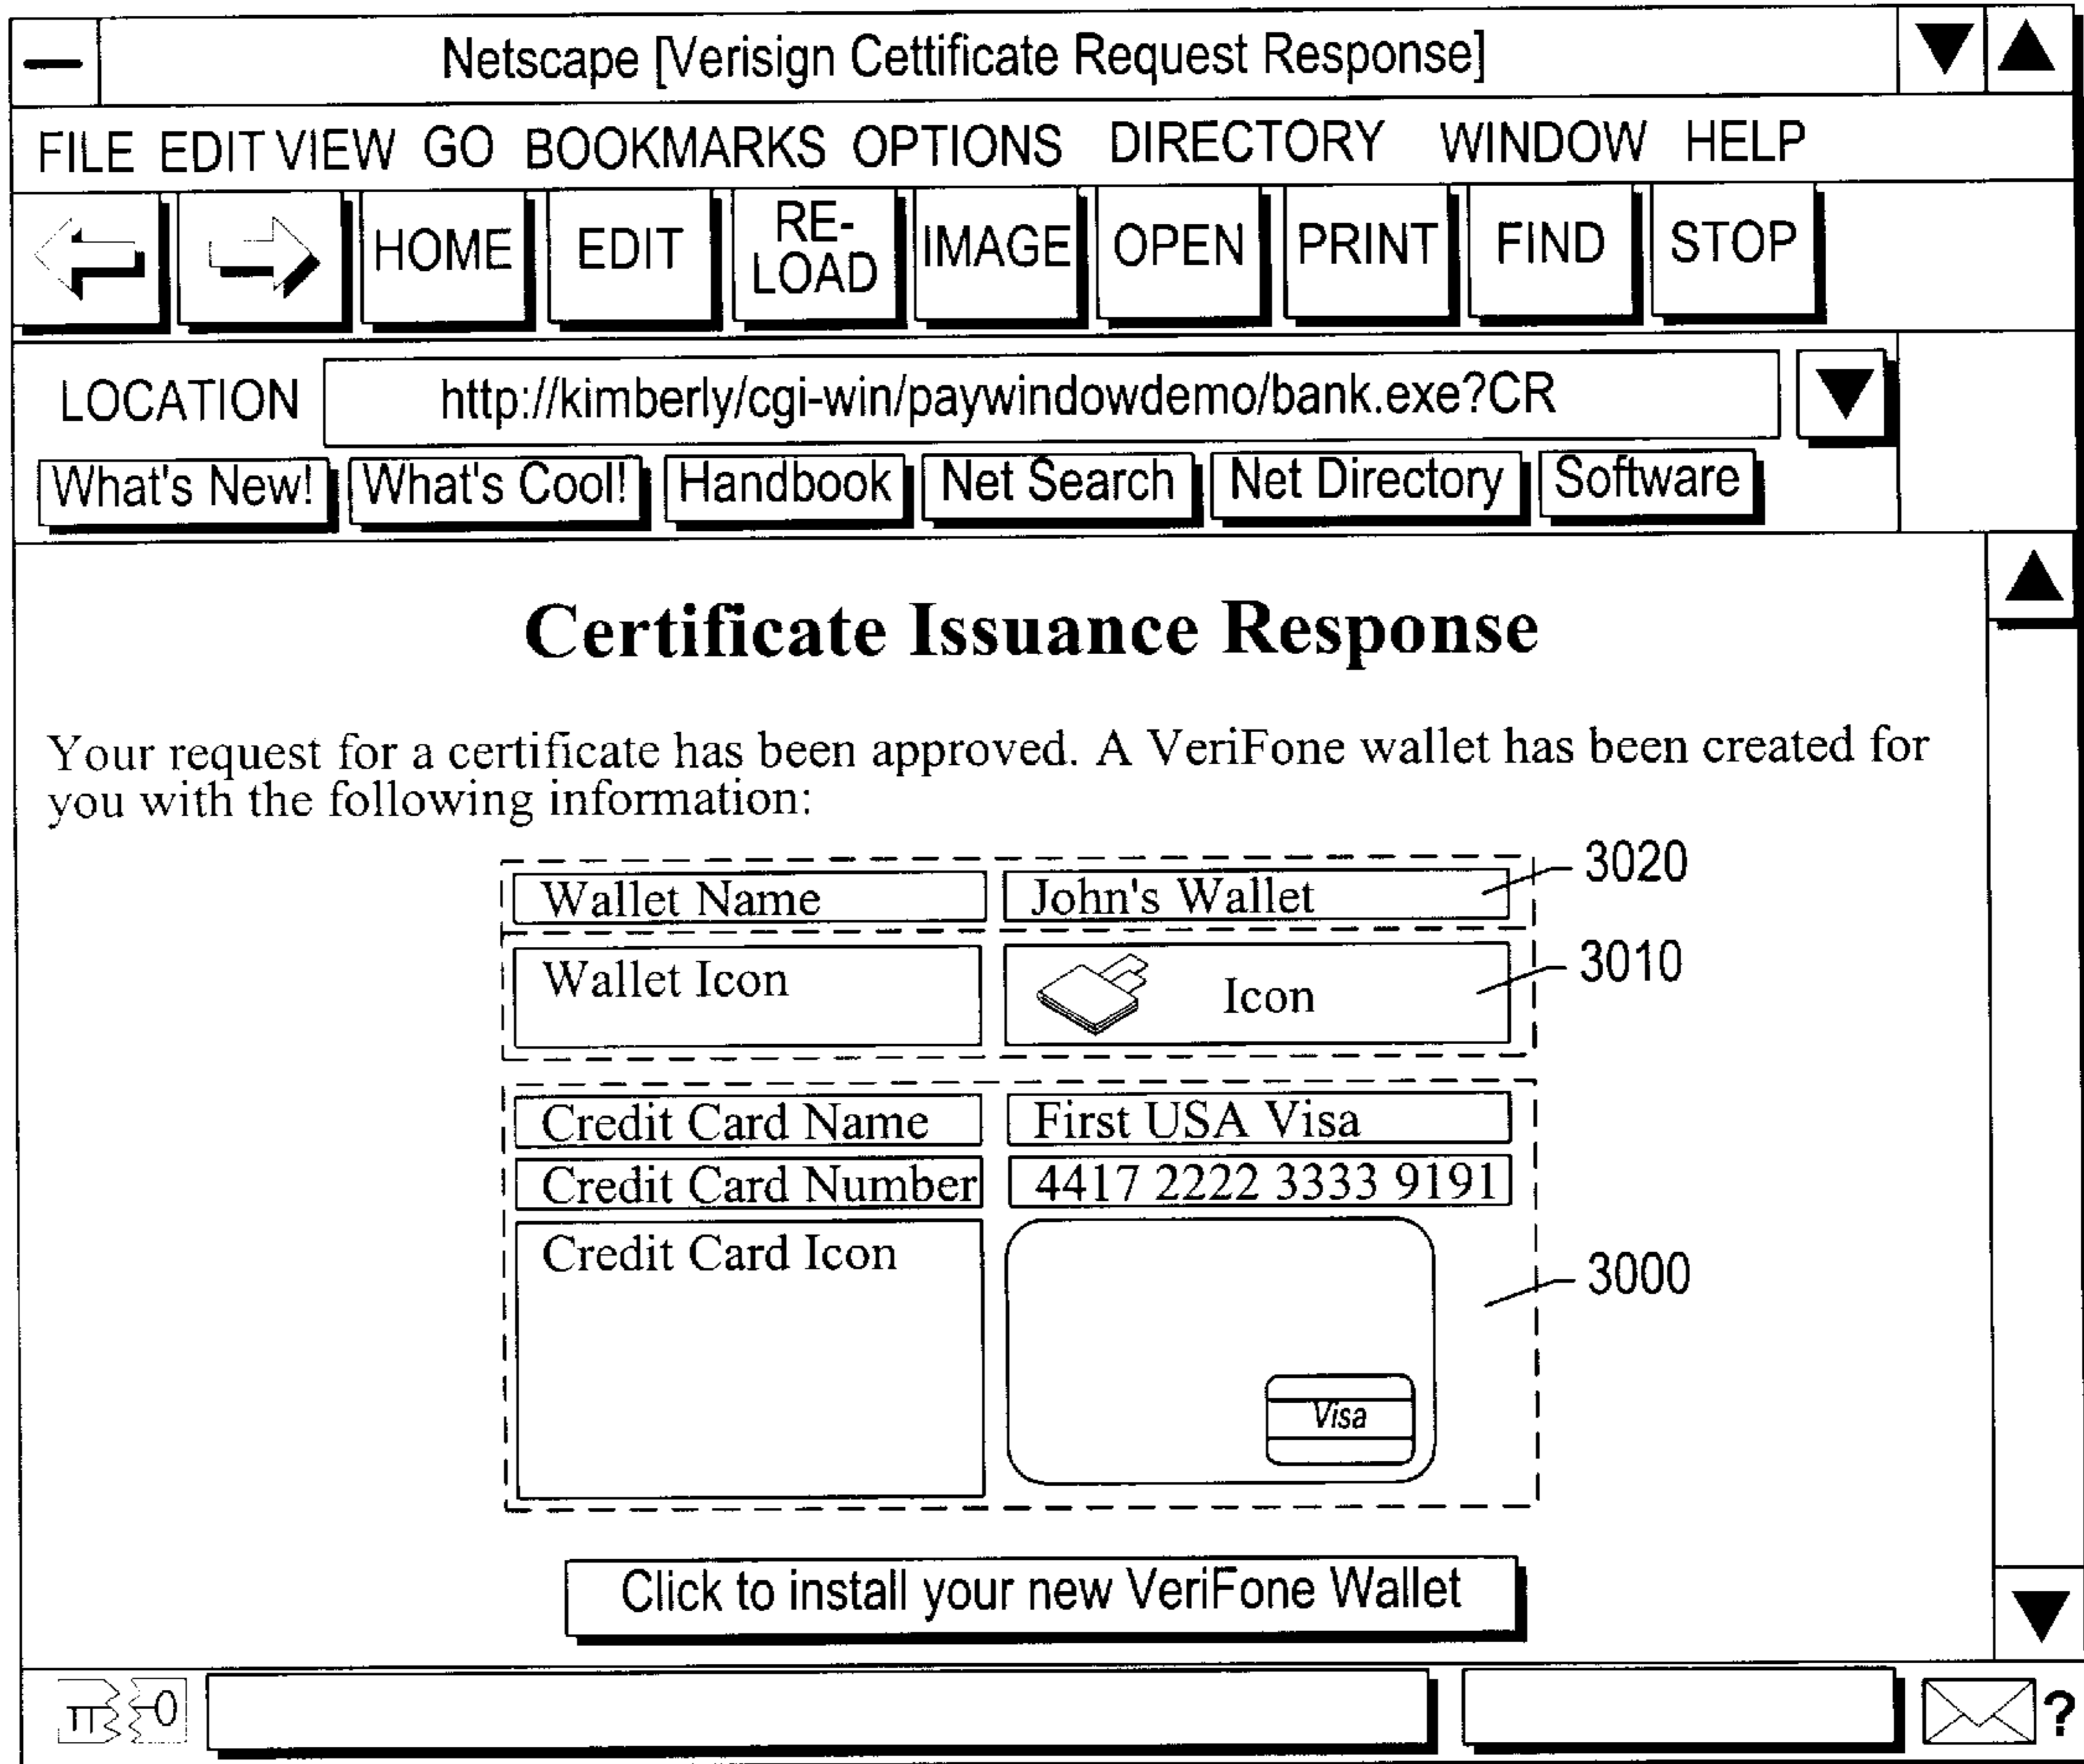 Netscape [Verisign Cettificate Request Response]
FILE EDIT VIEW GO BOOKMARKS OPTIONS DIRECTORY WINDOW HELP
HOME EDIT RE-LOAD IMAGE OPEN PRINT FIND STOP
LOCATION http://kimberly/cgi-win/paywindowdemo/bank.exe?CR
What's New! What's Cool! Handbook Net Search Net Directory Software
Certificate Issuance Response
Your request for a certificate has been approved. A VeriFone wallet has been created for
you with the following information:
Wallet Name John's Wallet 3020
Wallet Icon Icon 3010
Credit Card Name First USA Visa
Credit Card Number 4417 2222 3333 9191
Credit Card Icon 3000
Visa
Click to install your new VeriFone Wallet
?